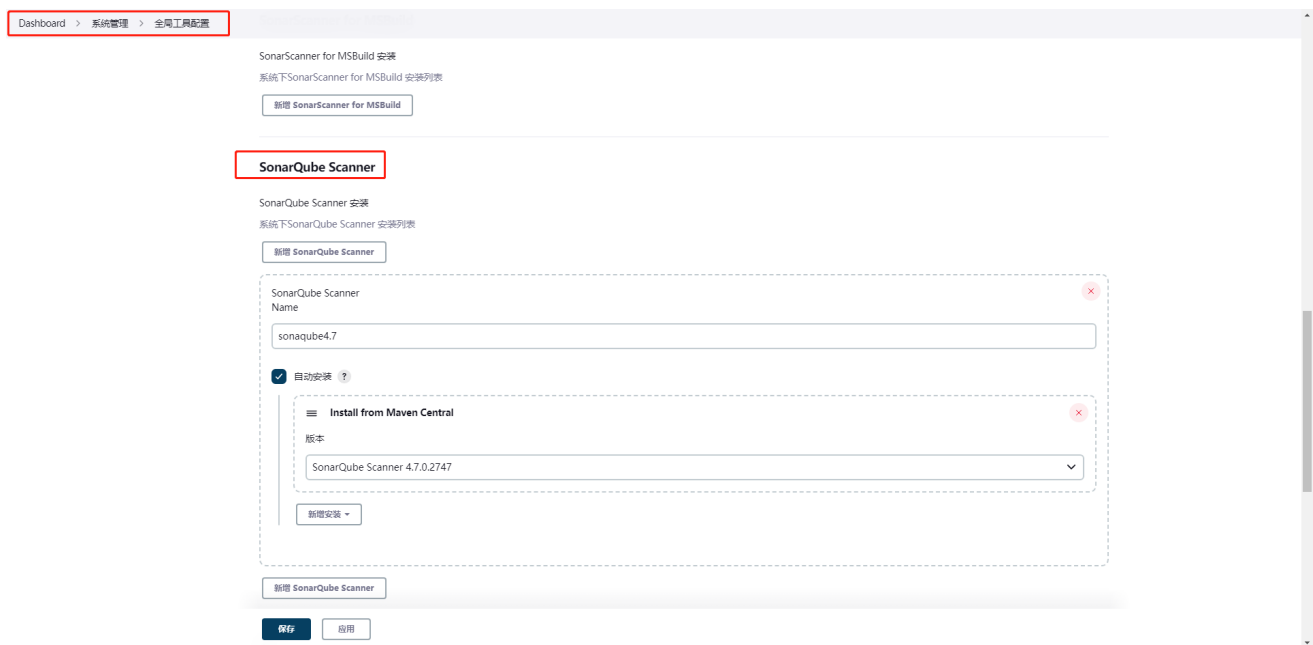 Dashboard > 系统管理 > 全局工具配置
SonarScanner for MSBuild 安装
系统下SonarScanner for MSBuild 安装列表
新增 SonarScanner for MSBuild
SonarQube Scanner
SonarQube Scanner 安装
系统下SonarQube Scanner 安装列表
新增 SonarQube Scanner
SonarQube Scanner
Name
sonaqube4.7
自动安装 ?
Install from Maven Central
版本
SonarQube Scanner 4.7.0.2747
新增安装
新增 SonarQube Scanner
保存 应用